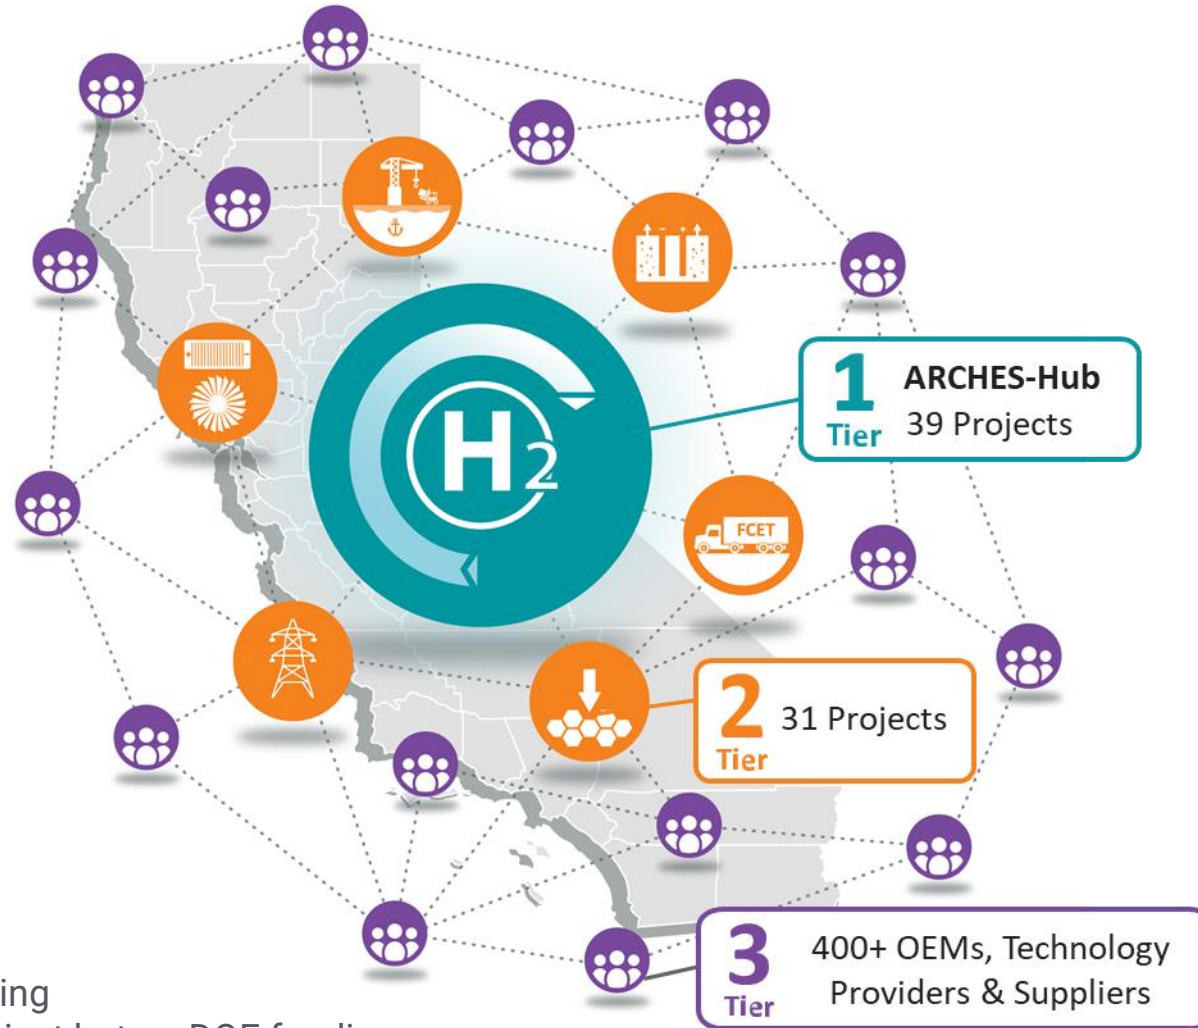 H2
1
Tier
ARCHES-Hub
39 Projects
FCET
2
Tier
31 Projects
3
Tier
400+ OEMs, Technology
Providers & Suppliers